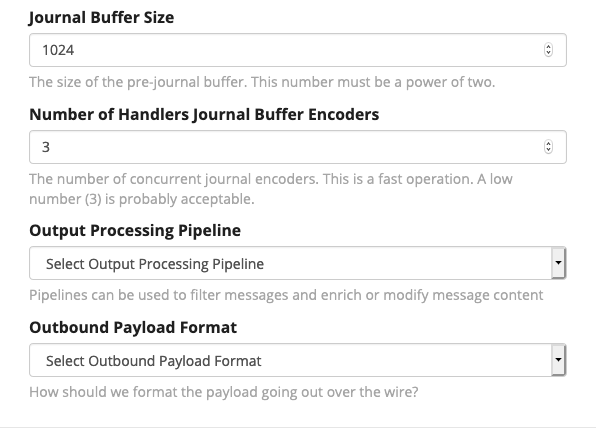 Journal Buffer Size
1024
The size of the pre-journal buffer. This number must be a power of two.
Number of Handlers Journal Buffer Encoders
3
The number of concurrent journal encoders. This is a fast operation. A low
number (3) is probably acceptable.
Output Processing Pipeline
Select Output Processing Pipeline
Pipelines can be used to filter messages and enrich or modify message content
Outbound Payload Format
Select Outbound Payload Format
How should we format the payload going out over the wire?